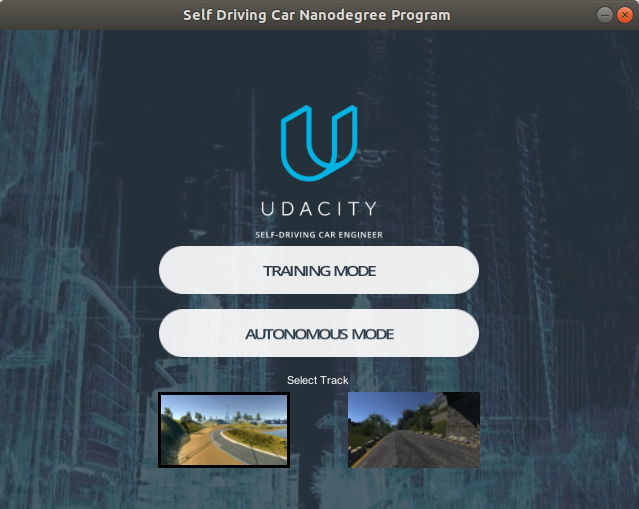 Self Driving Car Nanodegree Program
UDACITY
SELF-DRIVING CAR ENGINEER
TRAINING MODE
AUTONOMOUS MODE
Select Track